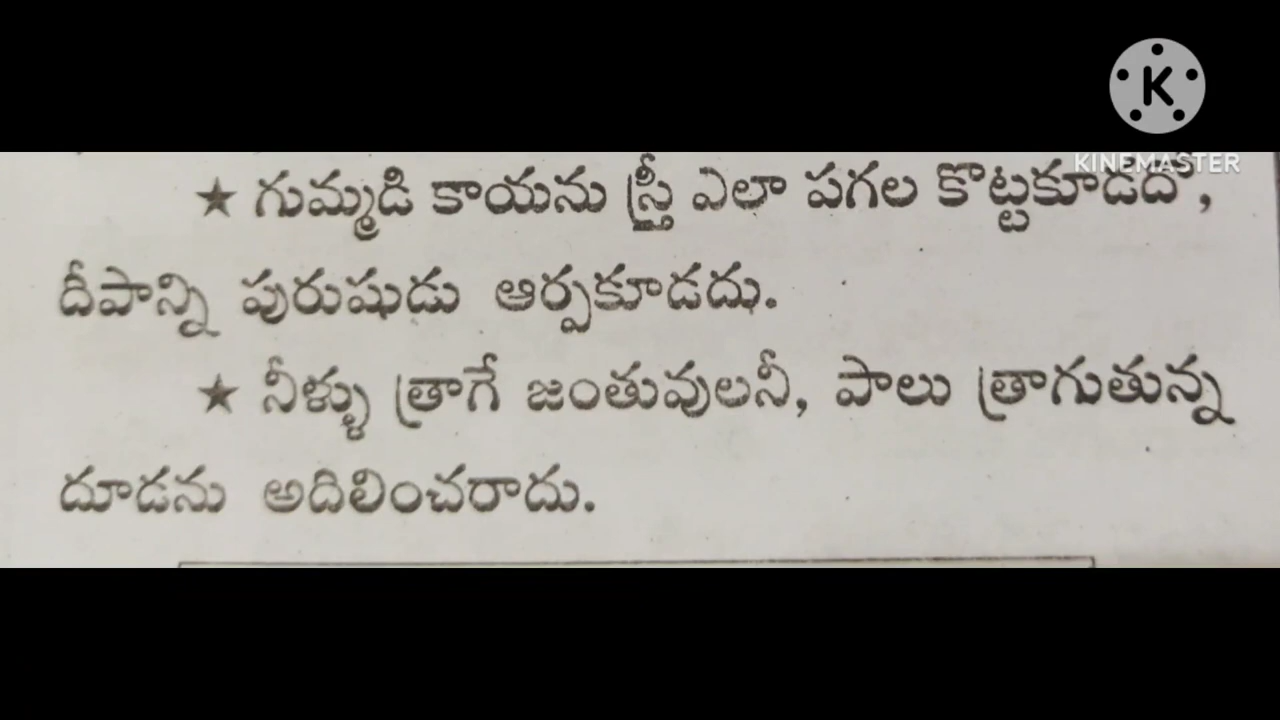 KINEMASTER
★ గుమ్మడి కాయను స్త్రీ ఎలా పగల కొట్టకూడదో,
దీపాన్ని పురుషుడు ఆర్పకూడదు.
★ నీళ్ళు త్రాగే జంతువులనీ, పాలు త్రాగుతున్న
దూడను అదిలించరాదు.